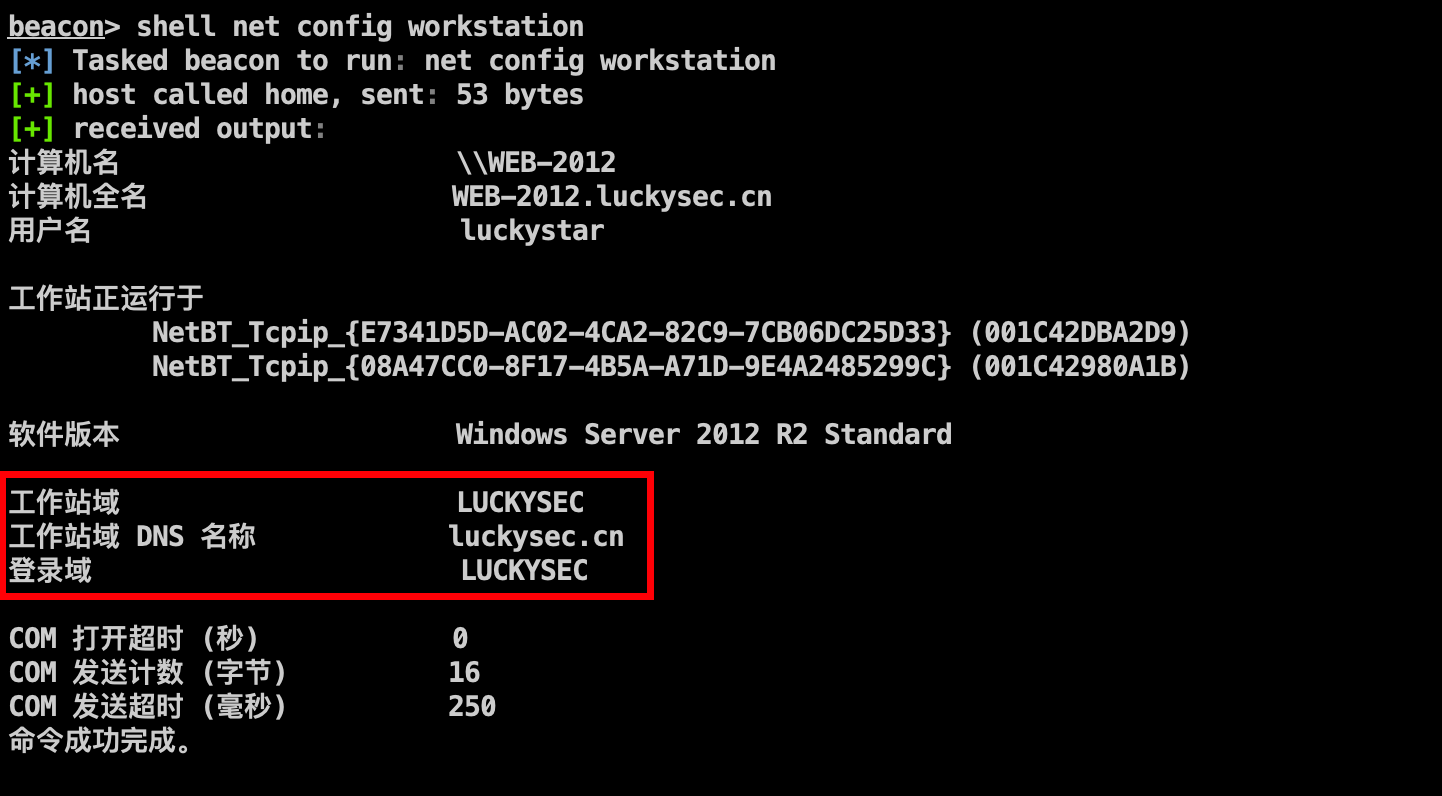 beacon> shell net config workstation
[*] Tasked beacon to run: net config workstation
[+] host called home, sent: 53 bytes
[+] received output:
计算机名                     \\WEB-2012
计算机全名                   WEB-2012.luckysec.cn
用户名                       luckystar
工作站正运行于
NetBT_Tcpip_{E7341D5D-AC02-4CA2-82C9-7CB06DC25D33} (001C42DBA2D9)
NetBT_Tcpip_{08A47CC0-8F17-4B5A-A71D-9E4A2485299C} (001C42980A1B)
软件版本                     Windows Server 2012 R2 Standard
工作站域                     LUCKYSEC
工作站域 DNS 名称            luckysec.cn
登录域                       LUCKYSEC
COM 打开超时 (秒)            0
COM 发送计数 (字节)          16
COM 发送超时 (毫秒)          250
命令成功完成。